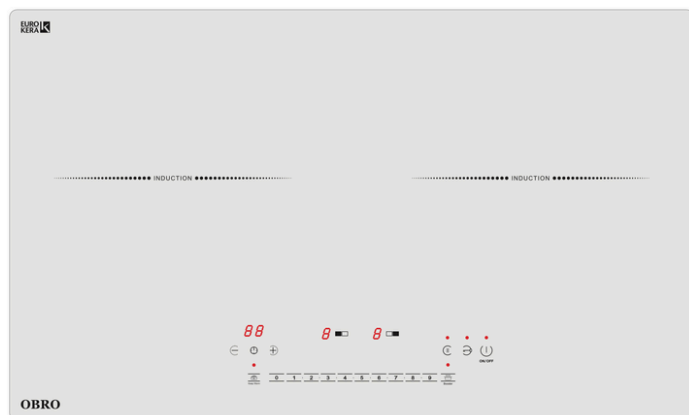 EURO
KERA
INDUCTION
INDUCTION
88
8
8
ON/OFF
0 1 2 3 4 5 6 7 8 9
OBRO